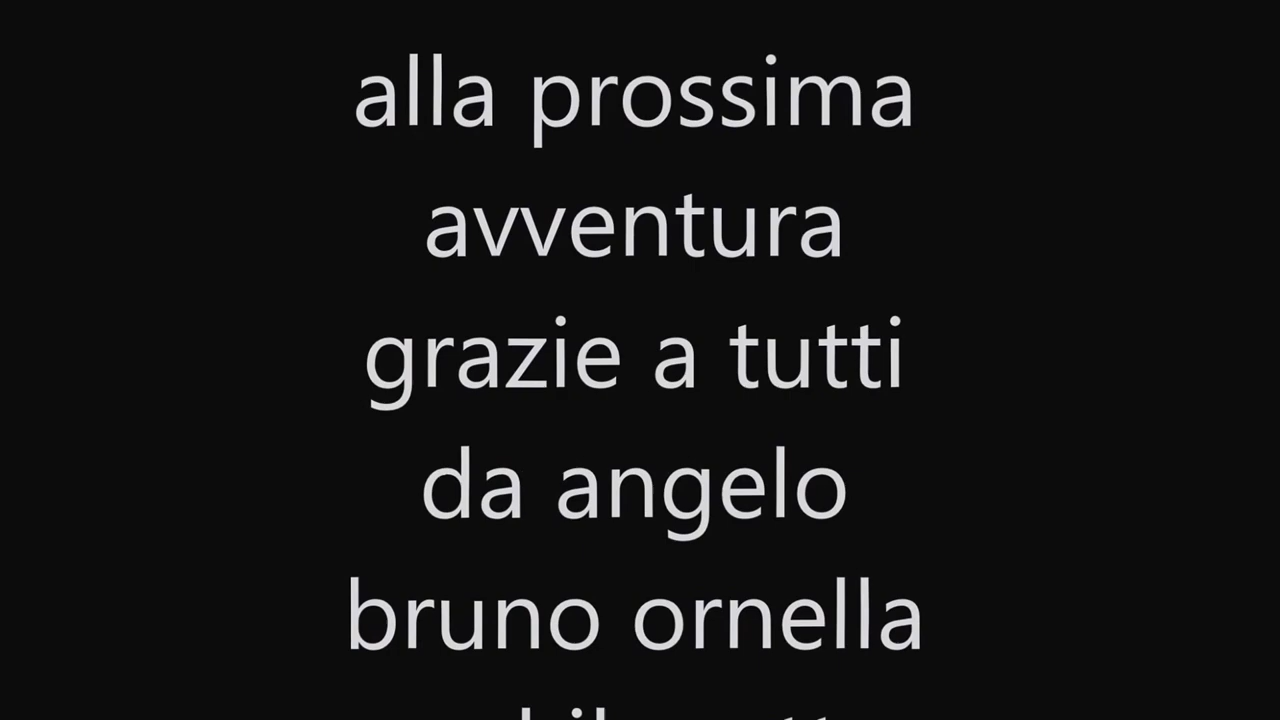 alla prossima
avventura
grazie a tutti
da angelo
bruno ornella